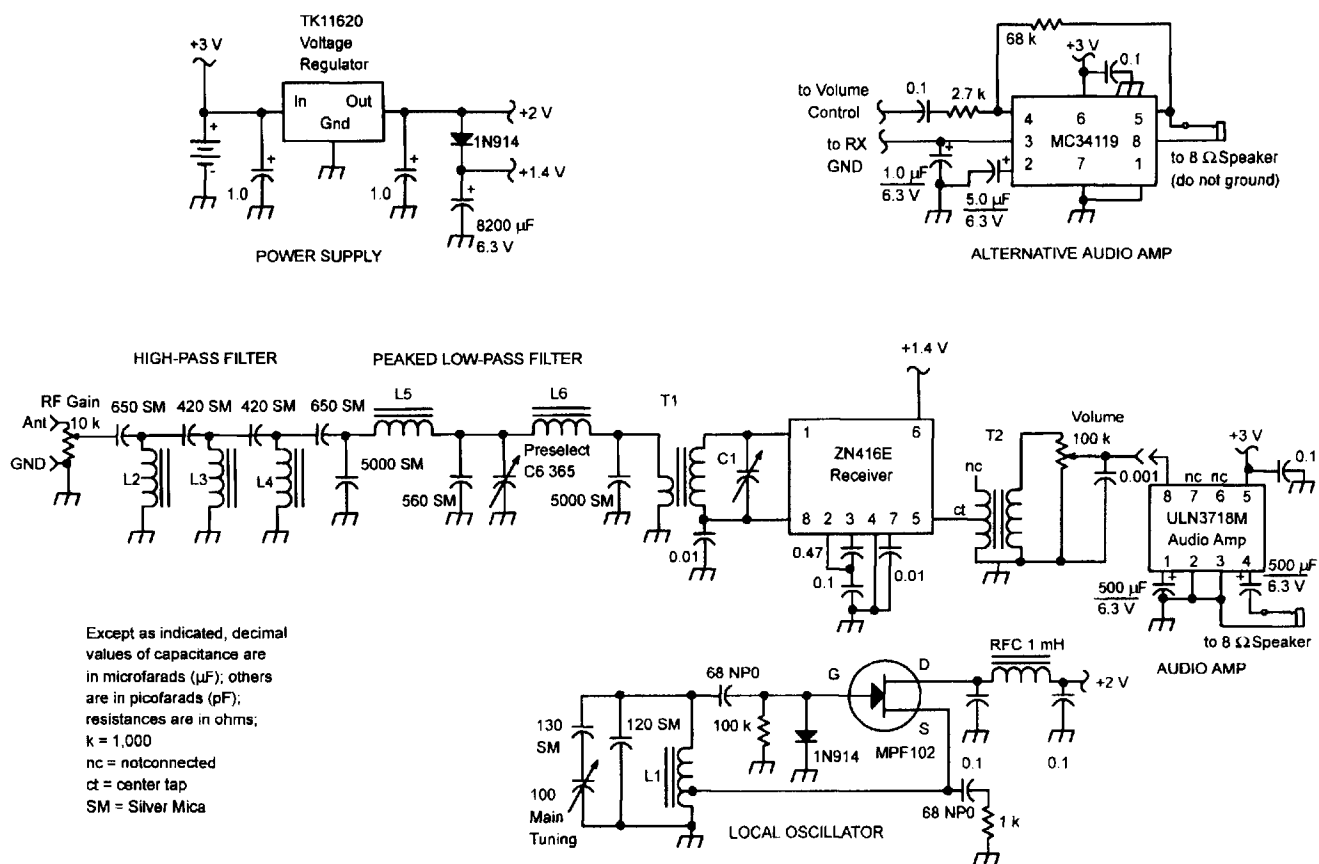 TK11620
Voltage
Regulator
+3 V
In
Out
Gnd
+2 V
1N914
+1.4 V
1.0
1.0
8200 µF
6.3 V
POWER SUPPLY
68 k
+3 V
0.1
to Volume
Control
0.1
2.7 k
4
6
5
to RX
GND
3
MC34119
8
2
7
1
1.0 µF
6.3 V
5.0 µF
6.3 V
to 8 Ω Speaker
(do not ground)
ALTERNATIVE AUDIO AMP
HIGH-PASS FILTER
PEAKED LOW-PASS FILTER
+1.4 V
RF Gain
Ant
10 k
GND
650 SM
420 SM
420 SM
650 SM
L5
L6
T1
L2
L3
L4
5000 SM
560 SM
Preselect
C6 365
5000 SM
C1
0.01
1
6
ZN416E
Receiver
8
2
3
4
7
5
0.47
0.1
0.01
T2
nc
ct
Volume
100 k
0.001
+3 V
0.1
8
nc
7
nc
6
5
ULN3718M
Audio Amp
1
2
3
4
500 µF
6.3 V
500 µF
6.3 V
to 8 Ω Speaker
AUDIO AMP
Except as indicated, decimal
values of capacitance are
in microfarads (µF); others
are in picofarads (pF);
resistances are in ohms;
k = 1,000
nc = notconnected
ct = center tap
SM = Silver Mica
130
SM
120 SM
68 NP0
100 k
1N914
G
D
S
MPF102
RFC 1 mH
+2 V
0.1
0.1
L1
100
Main
Tuning
68 NP0
1 k
LOCAL OSCILLATOR